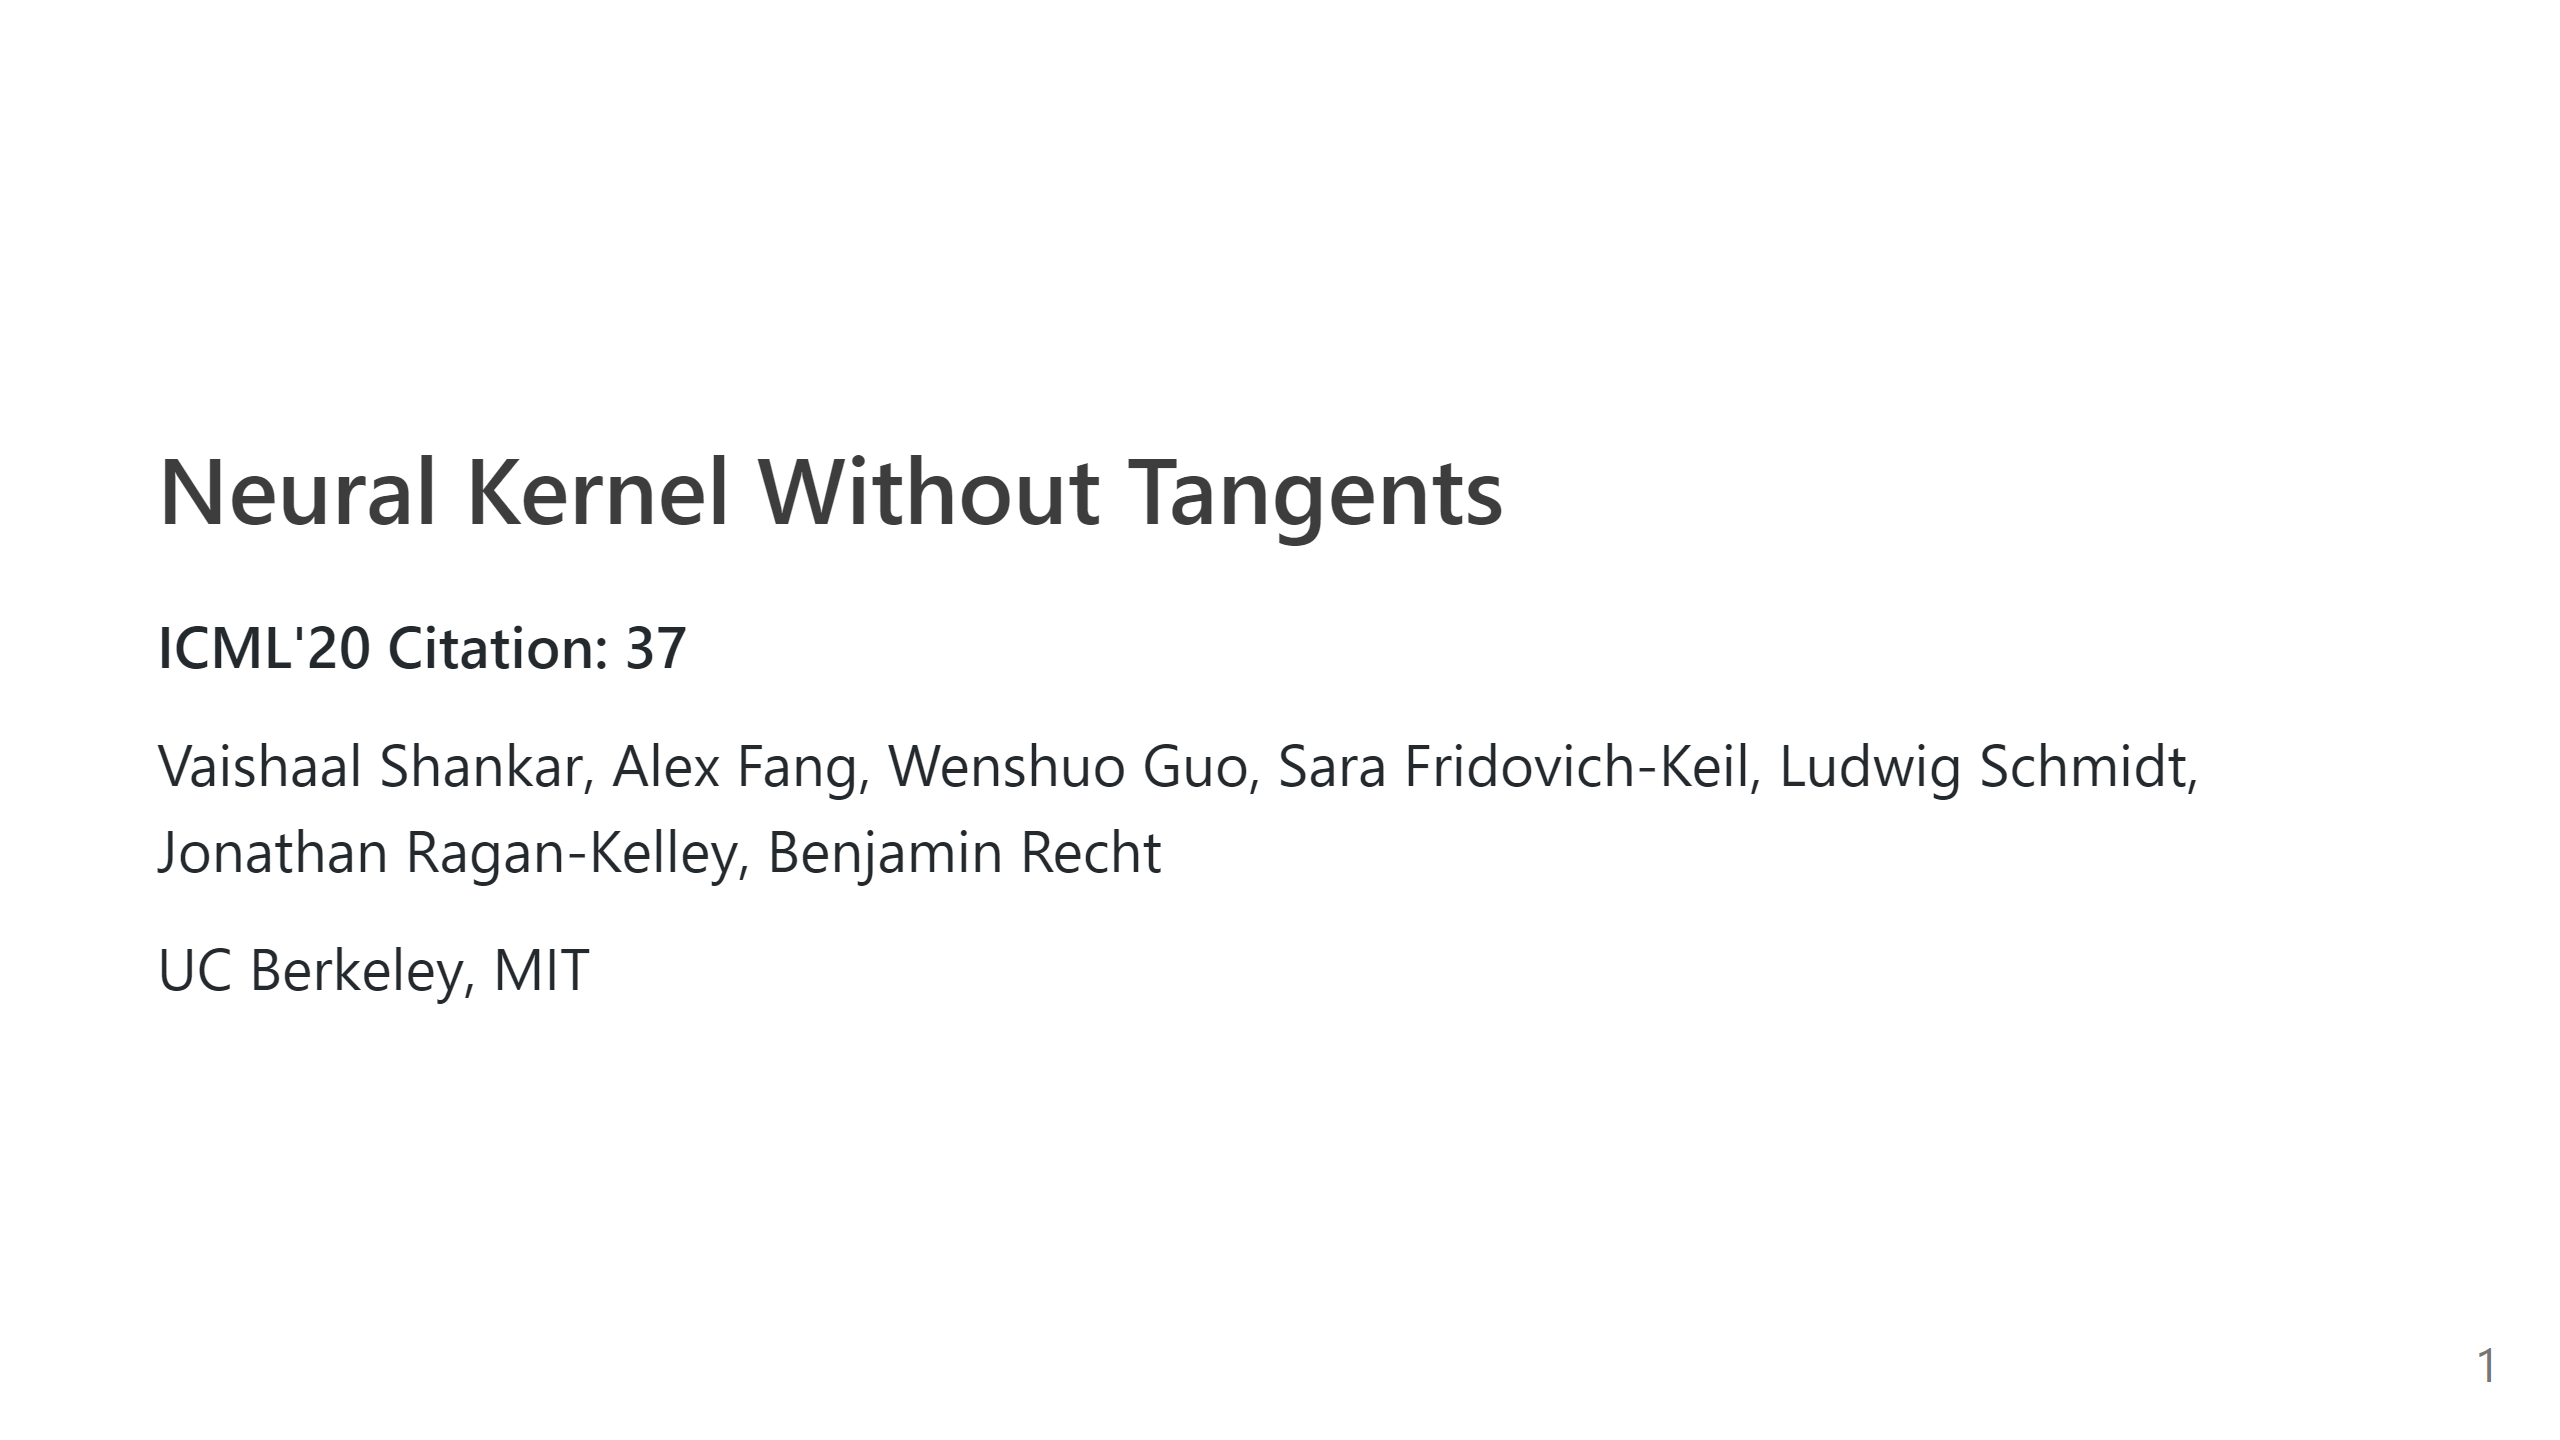 Neural Kernel Without Tangents
ICML'20 Citation: 37
Vaishaal Shankar, Alex Fang, Wenshuo Guo, Sara Fridovich-Keil, Ludwig Schmidt,
Jonathan Ragan-Kelley, Benjamin Recht
UC Berkeley, MIT
1